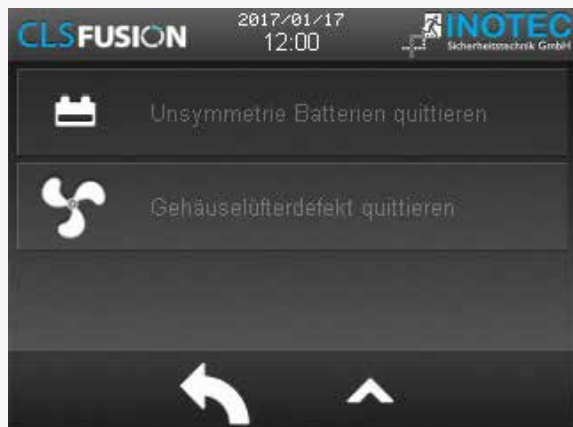 CLSFUSION
2017/01/17
12:00
INOTEC
Sicherheitstechnik GmbH
Unsymmetrie Batterien quittieren
Gehäuselüfterdefekt quittieren